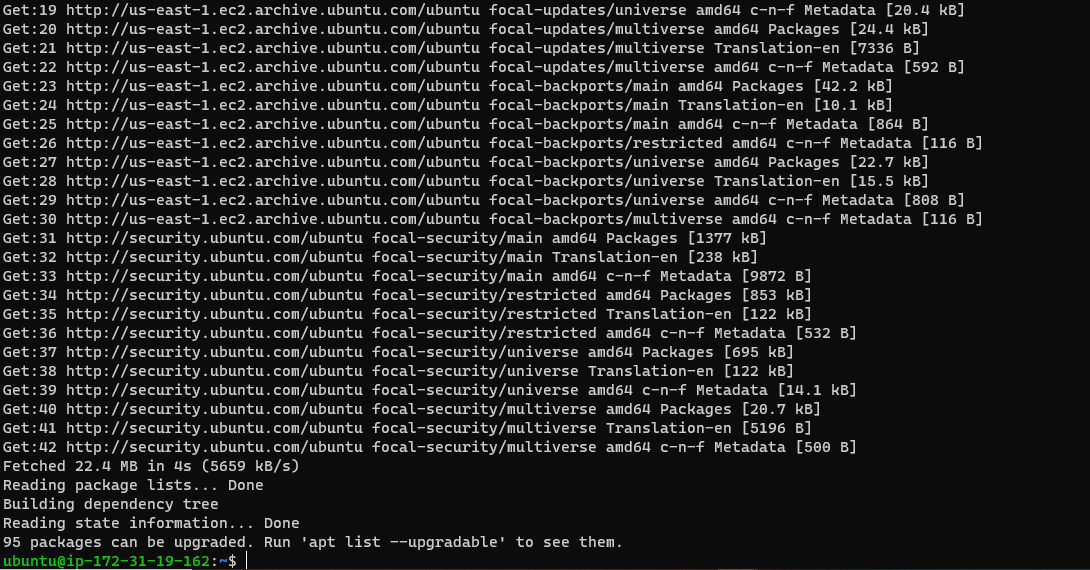 Get:19 http://us-east-1.ec2.archive.ubuntu.com/ubuntu focal-updates/universe amd64 c-n-f Metadata [20.4 kB]
Get:20 http://us-east-1.ec2.archive.ubuntu.com/ubuntu focal-updates/multiverse amd64 Packages [24.4 kB]
Get:21 http://us-east-1.ec2.archive.ubuntu.com/ubuntu focal-updates/multiverse Translation-en [7336 B]
Get:22 http://us-east-1.ec2.archive.ubuntu.com/ubuntu focal-updates/multiverse amd64 c-n-f Metadata [592 B]
Get:23 http://us-east-1.ec2.archive.ubuntu.com/ubuntu focal-backports/main amd64 Packages [42.2 kB]
Get:24 http://us-east-1.ec2.archive.ubuntu.com/ubuntu focal-backports/main Translation-en [10.1 kB]
Get:25 http://us-east-1.ec2.archive.ubuntu.com/ubuntu focal-backports/main amd64 c-n-f Metadata [864 B]
Get:26 http://us-east-1.ec2.archive.ubuntu.com/ubuntu focal-backports/restricted amd64 c-n-f Metadata [116 B]
Get:27 http://us-east-1.ec2.archive.ubuntu.com/ubuntu focal-backports/universe amd64 Packages [22.7 kB]
Get:28 http://us-east-1.ec2.archive.ubuntu.com/ubuntu focal-backports/universe Translation-en [15.5 kB]
Get:29 http://us-east-1.ec2.archive.ubuntu.com/ubuntu focal-backports/universe amd64 c-n-f Metadata [808 B]
Get:30 http://us-east-1.ec2.archive.ubuntu.com/ubuntu focal-backports/multiverse amd64 c-n-f Metadata [116 B]
Get:31 http://security.ubuntu.com/ubuntu focal-security/main amd64 Packages [1377 kB]
Get:32 http://security.ubuntu.com/ubuntu focal-security/main Translation-en [238 kB]
Get:33 http://security.ubuntu.com/ubuntu focal-security/main amd64 c-n-f Metadata [9872 B]
Get:34 http://security.ubuntu.com/ubuntu focal-security/restricted amd64 Packages [853 kB]
Get:35 http://security.ubuntu.com/ubuntu focal-security/restricted Translation-en [122 kB]
Get:36 http://security.ubuntu.com/ubuntu focal-security/restricted amd64 c-n-f Metadata [532 B]
Get:37 http://security.ubuntu.com/ubuntu focal-security/universe amd64 Packages [695 kB]
Get:38 http://security.ubuntu.com/ubuntu focal-security/universe Translation-en [122 kB]
Get:39 http://security.ubuntu.com/ubuntu focal-security/universe amd64 c-n-f Metadata [14.1 kB]
Get:40 http://security.ubuntu.com/ubuntu focal-security/multiverse amd64 Packages [20.7 kB]
Get:41 http://security.ubuntu.com/ubuntu focal-security/multiverse Translation-en [5196 B]
Get:42 http://security.ubuntu.com/ubuntu focal-security/multiverse amd64 c-n-f Metadata [500 B]
Fetched 22.4 MB in 4s (5659 kB/s)
Reading package lists... Done
Building dependency tree
Reading state information... Done
95 packages can be upgraded. Run 'apt list --upgradable' to see them.
ubuntu@ip-172-31-19-162:~$